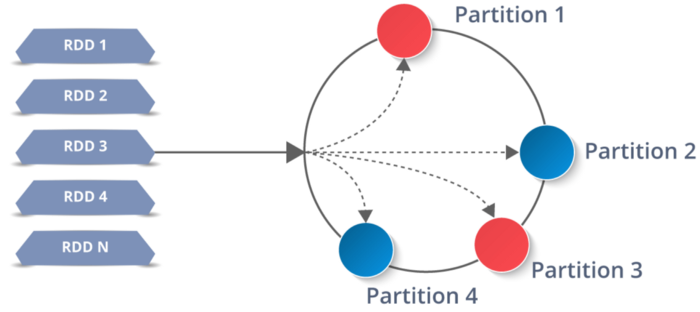 RDD 1
RDD 2
RDD 3
RDD 4
RDD N
Partition 1
Partition 2
Partition 3
Partition 4